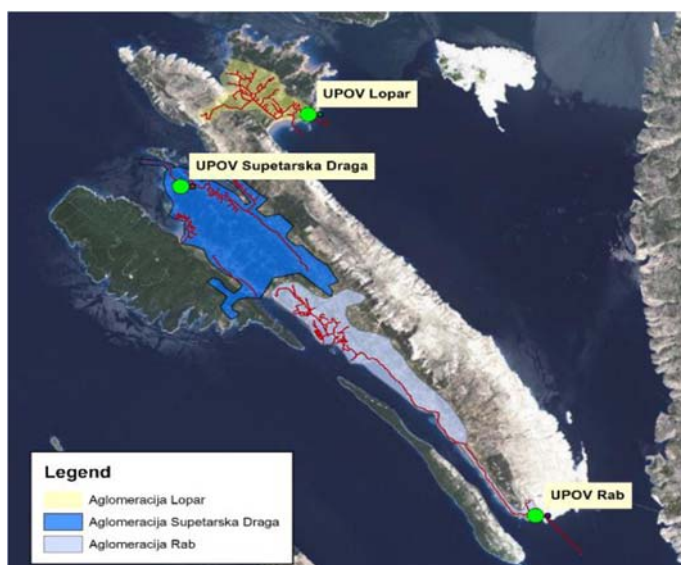 UPOV Lopar
UPOV Supetarska Draga
UPOV Rab
Legend
Aglomeracija Lopar
Aglomeracija Supetarska Draga
Aglomeracija Rab